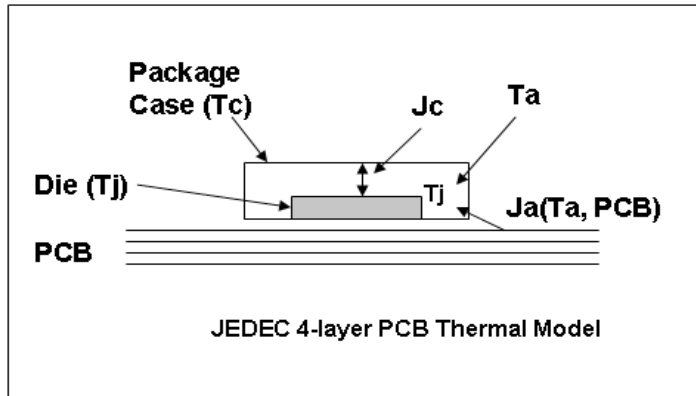 Package
Case (Tc)
Jc
Ta
Die (Tj)
Tj
Ja(Ta, PCB)
PCB
JEDEC 4-layer PCB Thermal Model